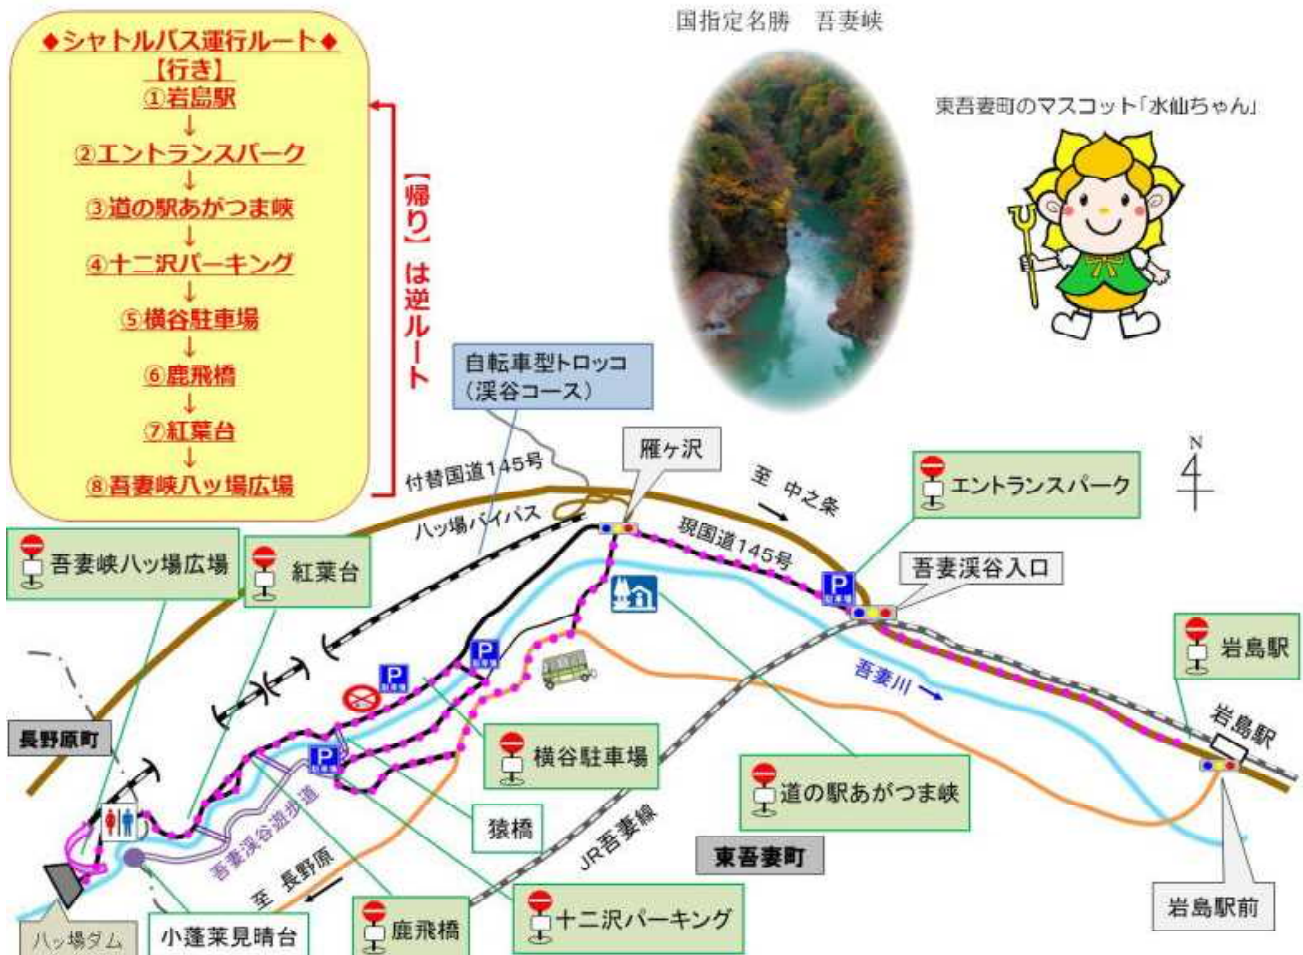 ◆シャトルバス運行ルート◆
【行き】
①岩島駅
↓
②エントランスパーク
↓
③道の駅あがつま峡
↓
④十二沢パーキング
↓
⑤横谷駐車場
↓
⑥鹿飛橋
↓
⑦紅葉台
↓
⑧吾妻峡八ッ場広場
【帰り】は逆ルート
国指定名勝 吾妻峡
東吾妻町のマスコット「水仙ちゃん」
自転車型トロッコ
（渓谷コース）
雁ヶ沢
至 中之条
N
エントランスパーク
付替国道145号
八ッ場バイパス
現国道145号
吾妻峡八ッ場広場
紅葉台
吾妻渓谷入口
P
駐車場
岩島駅
P
駐車場
P
駐車場
吾妻川
岩島駅
長野原町
横谷駐車場
道の駅あがつま峡
P
駐車場
猿橋
吾妻渓谷遊歩道
JR吾妻線
東吾妻町
至 長野原
岩島駅前
八ッ場ダム
小蓬莱見晴台
鹿飛橋
十二沢パーキング